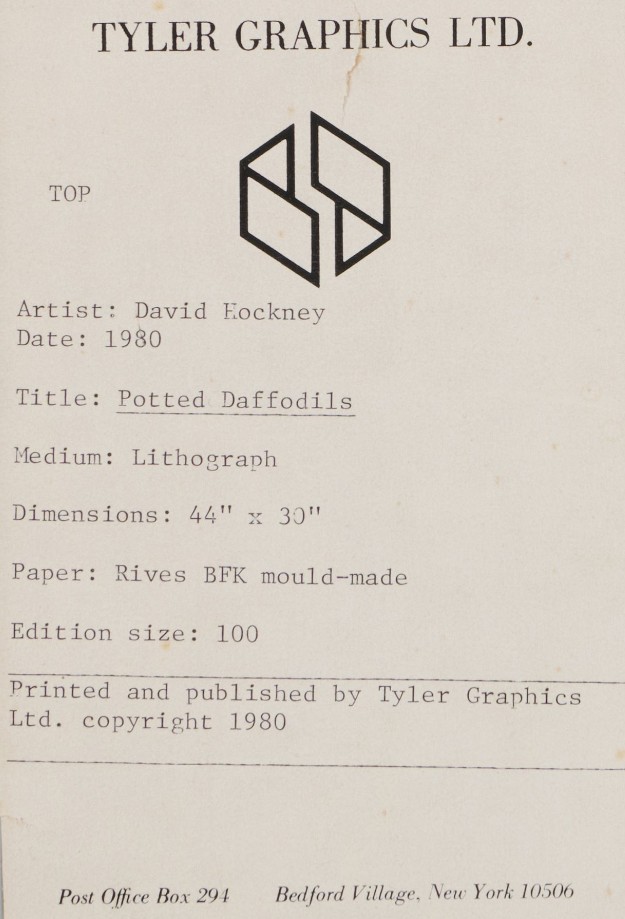 TYLER GRAPHICS LTD.
TOP
Artist: David Hockney
Date: 1980
Title: Potted Daffodils
Medium: Lithograph
Dimensions: 44" x 30"
Paper: Rives BFK mould-made
Edition size: 100
Printed and published by Tyler Graphics
Ltd. copyright 1980
Post Office Box 294 Bedford Village, New York 10506